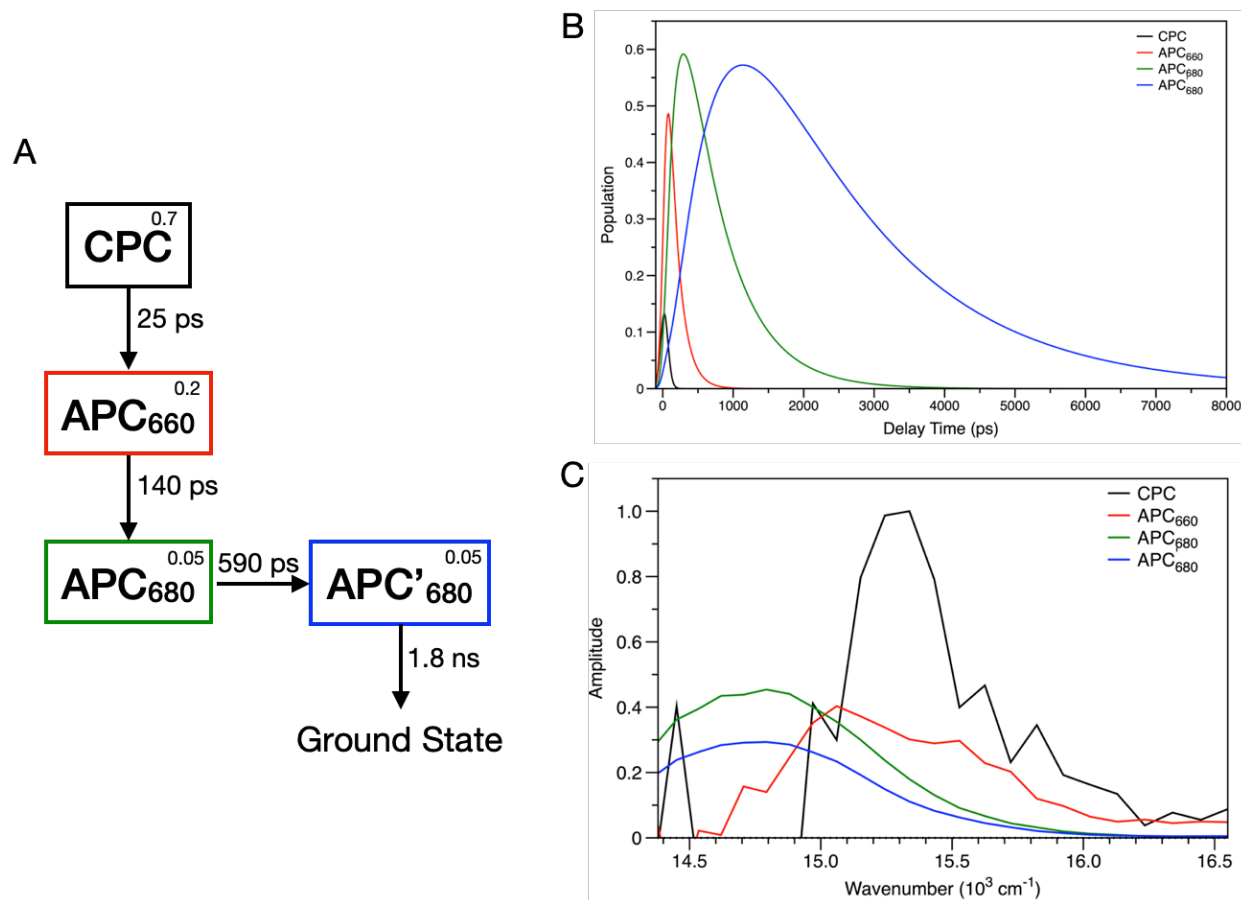 A
0.7
CPC
25 ps
0.2
APC660
140 ps
0.05
APC680
590 ps
0.05
APC’680
1.8 ns
Ground State
B
CPC
APC660
APC680
APC'680
Population
0.6
0.5
0.4
0.3
0.2
0.1
0
0 1000 2000 3000 4000 5000 6000 7000 8000
Delay Time (ps)
C
CPC
APC660
APC680
APC'680
Amplitude
1.0
0.8
0.6
0.4
0.2
0
14.5 15.0 15.5 16.0 16.5
Wavenumber (10³ cm⁻¹)